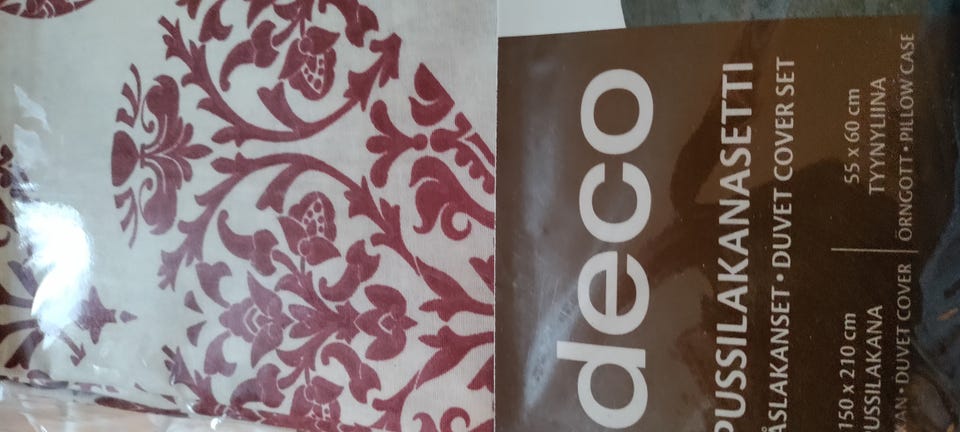 deco
PUSSILAKANASETTI
ÅSLAKANSET • DUVET COVER SET
150 x 210 cm
PUSSILAKANA
KAN • DUVET COVER
55 x 60 cm
TYYNYLIINA
ÖRNGOTT • PILLOW CASE